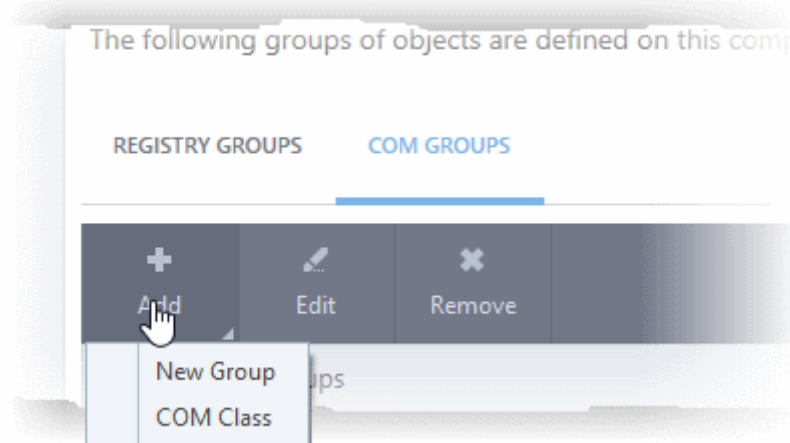 The following groups of objects are defined on this
REGISTRY GROUPS COM GROUPS
Add Edit Remove
New Group
COM Class